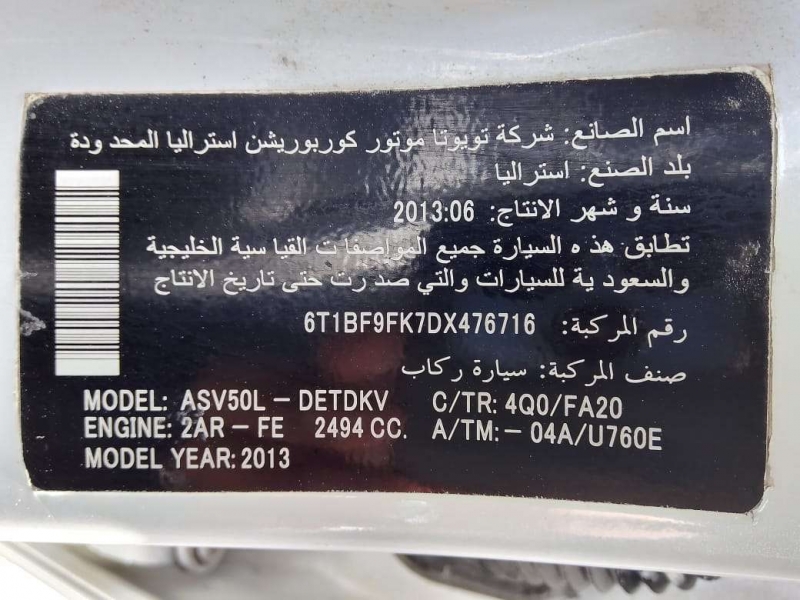 اسم الصانع: شركة تويوتا موتور كوربوريشن استراليا المحدودة
بلد الصنع: استراليا
سنة و شهر الانتاج: 2013:06
تطابق هذه السيارة جميع المواصفات القياسية الخليجية
والسعودية للسيارات والتي صدرت حتى تاريخ الانتاج
رقم المركبة: 6T1BF9FK7DX476716
صنف المركبة: سيارة ركاب
MODEL: ASV50L - DETDKV C/TR: 4Q0/FA20
ENGINE: 2AR - FE 2494 CC. A/TM: - 04A/U760E
MODEL YEAR: 2013